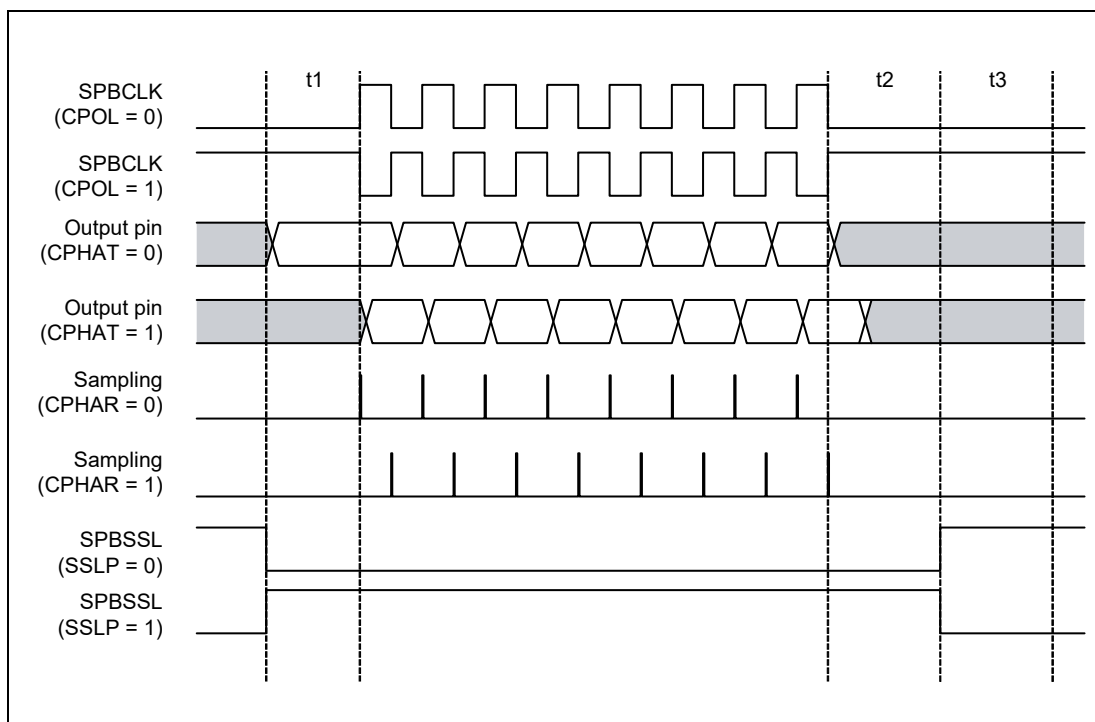 t1
t2
t3
SPBCLK
(CPOL = 0)
SPBCLK
(CPOL = 1)
Output pin
(CPHAT = 0)
Output pin
(CPHAT = 1)
Sampling
(CPHAR = 0)
Sampling
(CPHAR = 1)
SPBSSL
(SSLP = 0)
SPBSSL
(SSLP = 1)